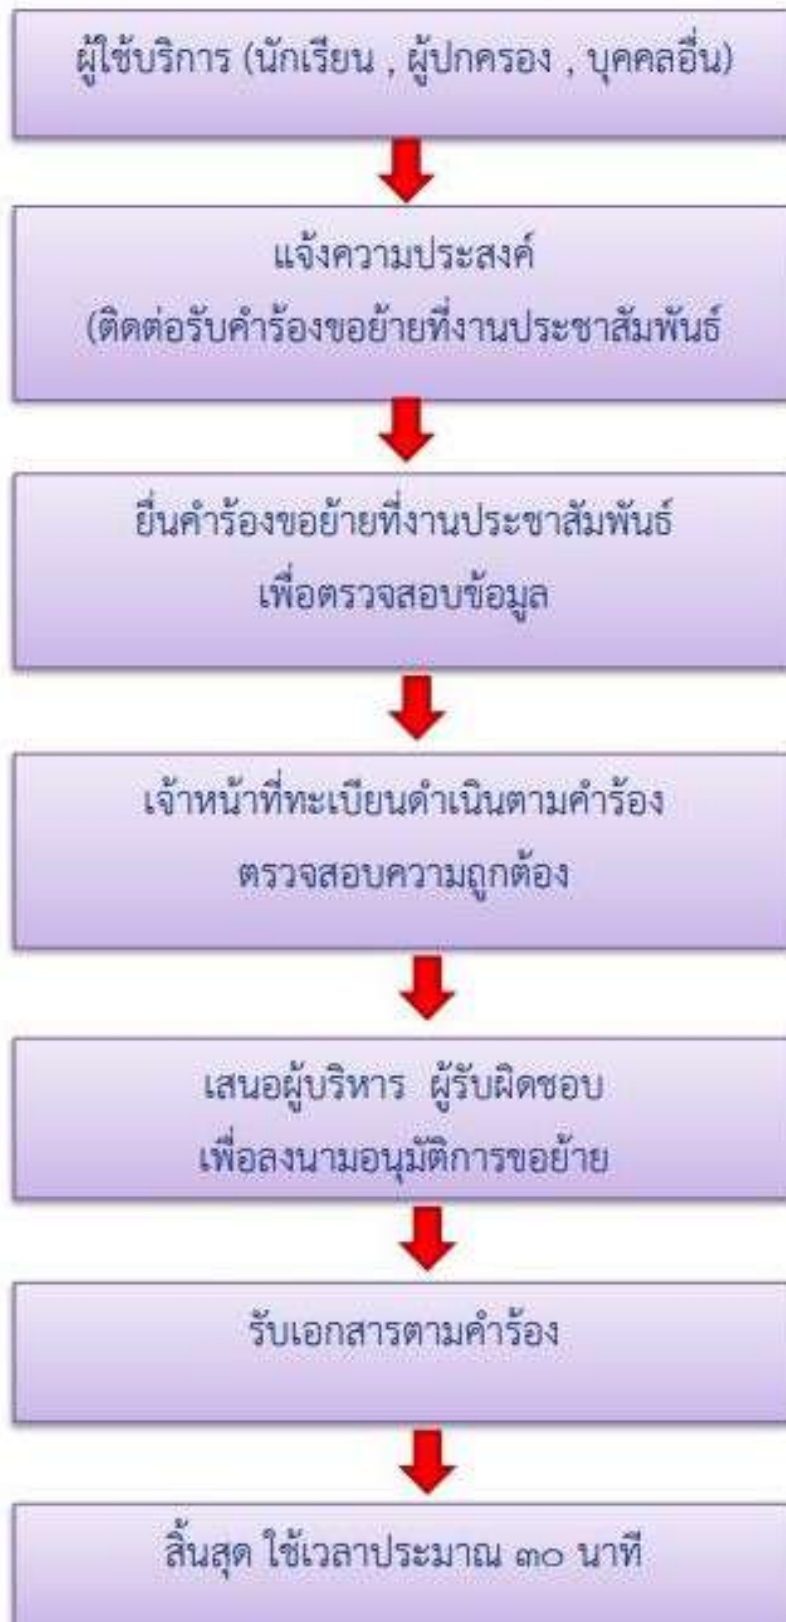 ผู้ใช้บริการ (นักเรียน , ผู้ปกครอง , บุคคลอื่น)
แจ้งความประสงค์
(ติดต่อรับคำร้องขอย้ายที่งานประชาสัมพันธ์
ยื่นคำร้องขอย้ายที่งานประชาสัมพันธ์
เพื่อตรวจสอบข้อมูล
เจ้าหน้าที่ทะเบียนดำเนินตามคำร้อง
ตรวจสอบความถูกต้อง
เสนอผู้บริหาร ผู้รับผิดชอบ
เพื่อลงนามอนุมัติการขอย้าย
รับเอกสารตามคำร้อง
สิ้นสุด ใช้เวลาประมาณ ๓๐ นาที